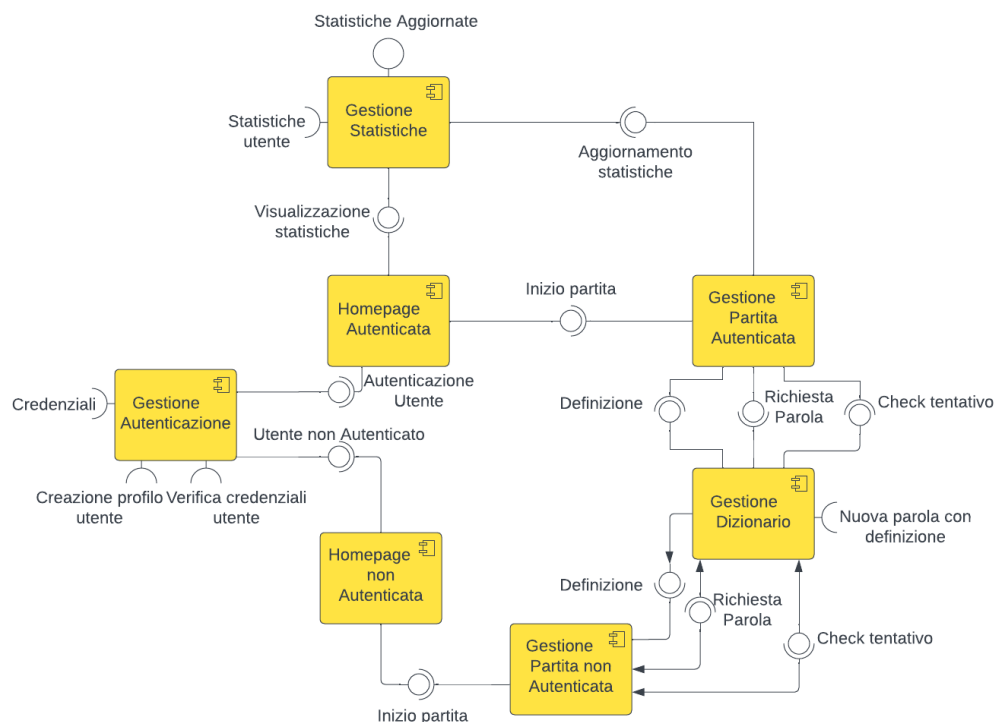 Statistiche Aggiornate
Gestione
Statistiche
Statistiche
utente
Aggiornamento
statistiche
Visualizzazione
statistiche
Homepage
Autenticata
Inizio partita
Gestione
Partita
Autenticata
Credenziali
Gestione
Autenticazione
Autenticazione
Utente
Definizione
Richiesta
Parola
Check tentativo
Utente non Autenticato
Creazione profilo
utente
Verifica credenziali
utente
Gestione
Dizionario
Nuova parola con
definizione
Homepage
non
Autenticata
Definizione
Richiesta
Parola
Check tentativo
Gestione
Partita non
Autenticata
Inizio partita